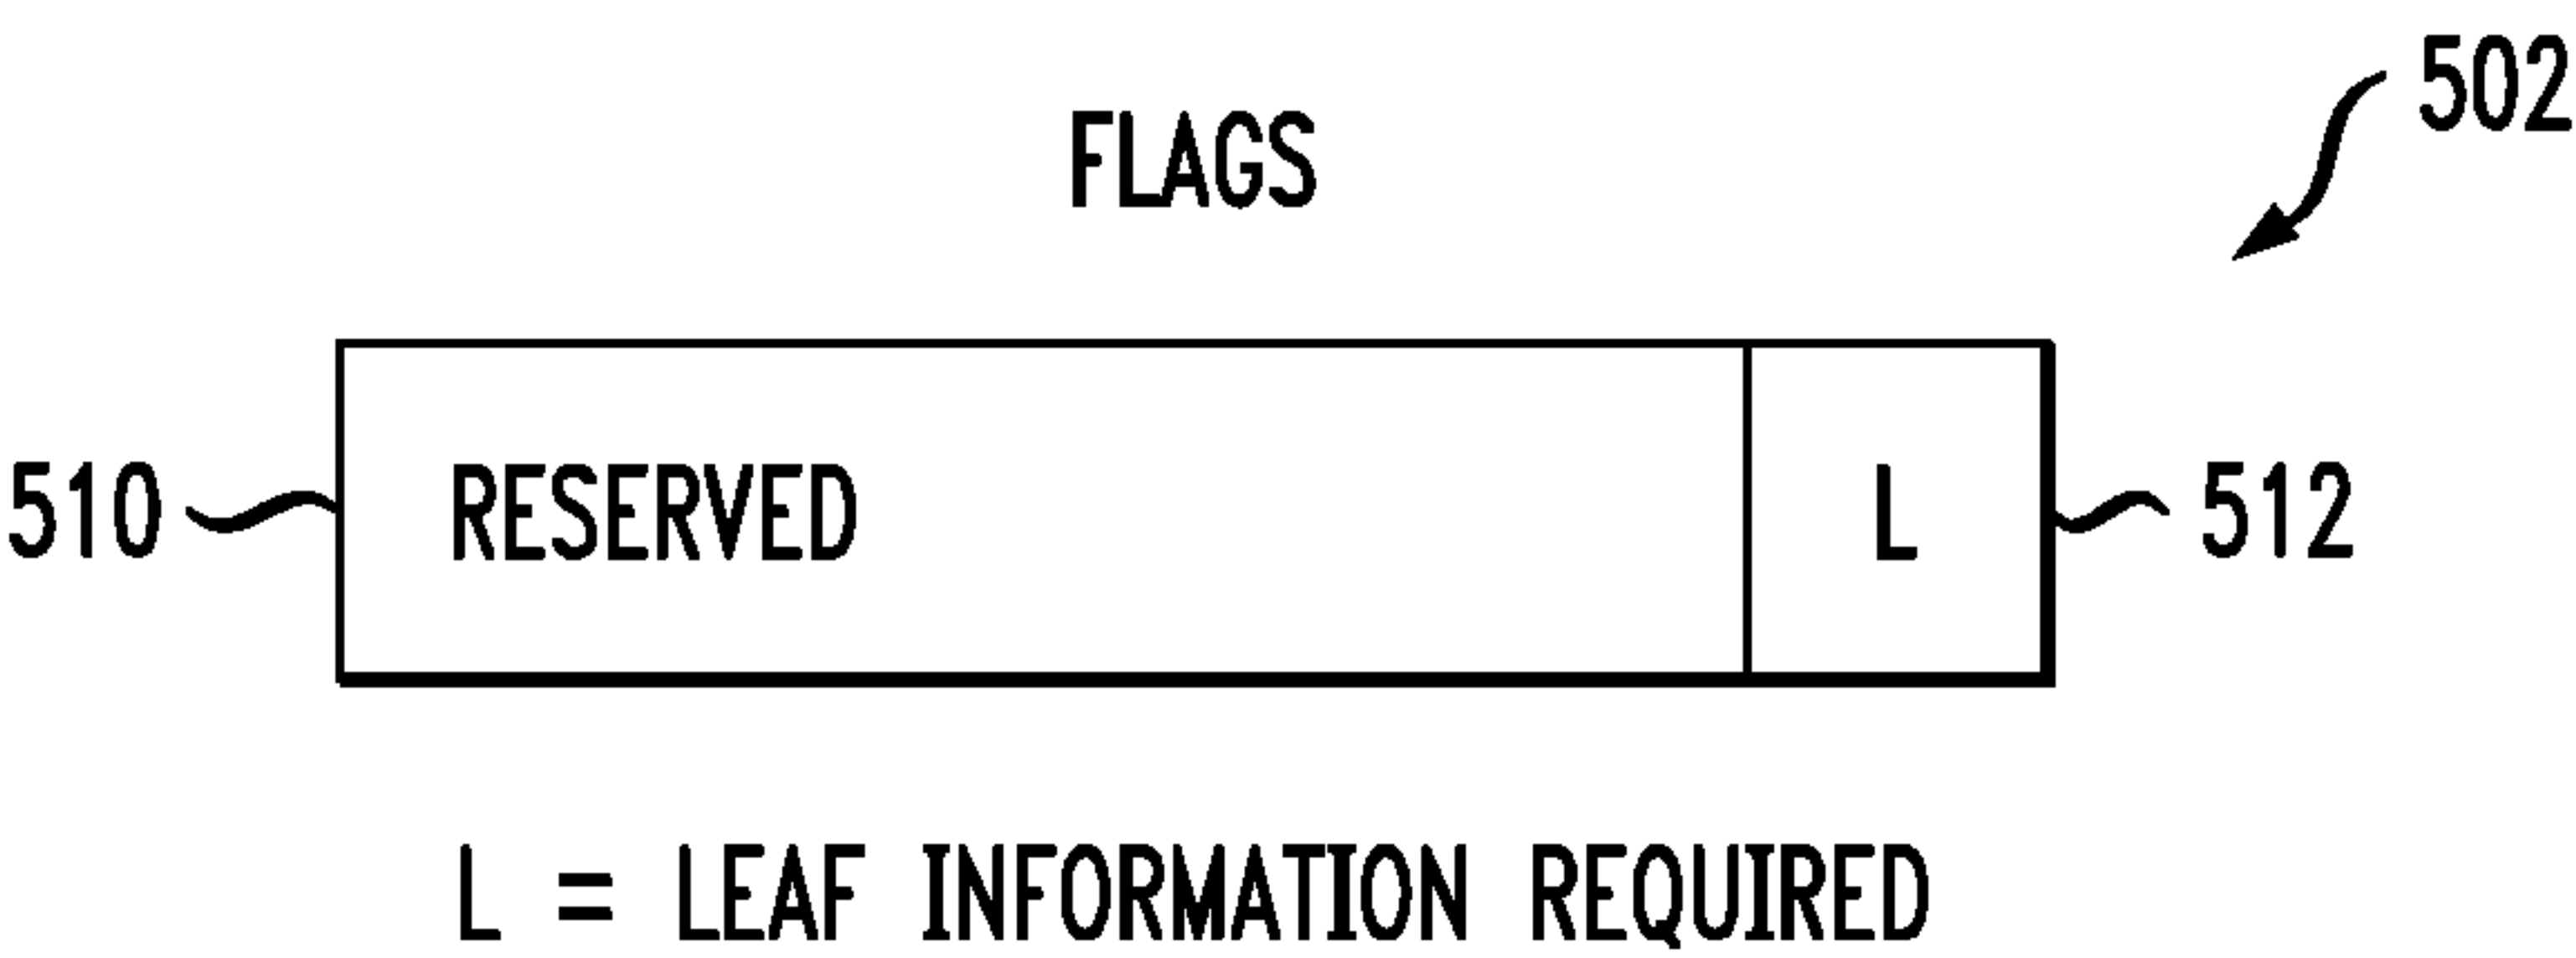 502
FLAGS
510 RESERVED L 512
L = LEAF INFORMATION REQUIRED